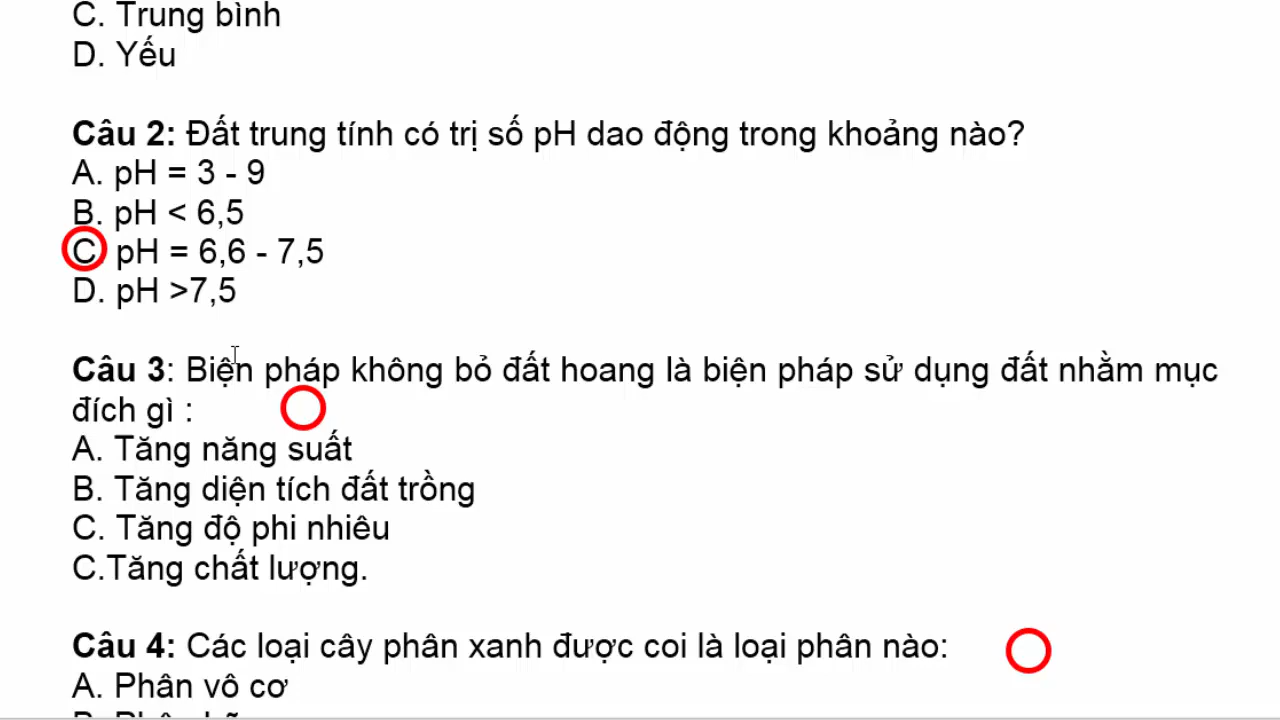 C. Trung bình
D. Yếu
Câu 2: Đất trung tính có trị số pH dao động trong khoảng nào?
A. pH = 3 - 9
B. pH < 6,5
C. pH = 6,6 - 7,5
D. pH >7,5
Câu 3: Biện pháp không bỏ đất hoang là biện pháp sử dụng đất nhằm mục
đích gì :
A. Tăng năng suất
B. Tăng diện tích đất trồng
C. Tăng độ phi nhiêu
C.Tăng chất lượng.
Câu 4: Các loại cây phân xanh được coi là loại phân nào:
A. Phân vô cơ